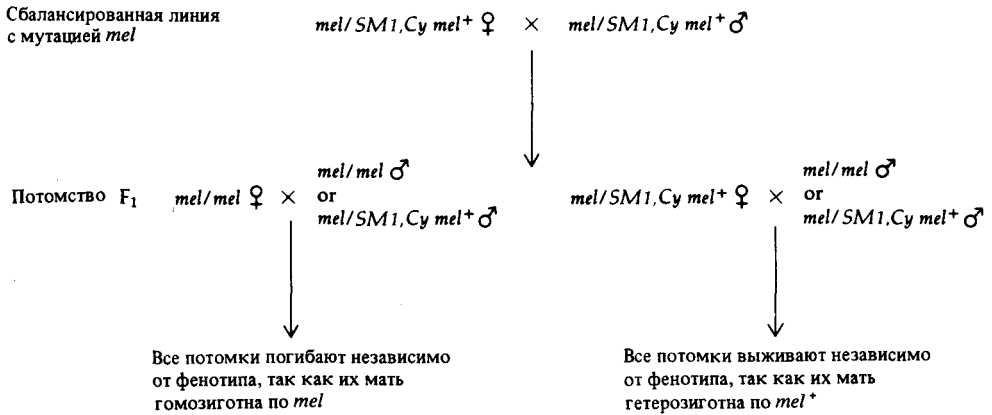 Сбалансированная линия
с мутацией mel
mel/SM1,Cy mel⁺ ♀ × mel/SM1,Cy mel⁺ ♂
Потомство F₁
mel/mel ♀ ×
mel/mel ♂
or
mel/SM1,Cy mel⁺ ♂
mel/SM1,Cy mel⁺ ♀ ×
mel/mel ♂
or
mel/SM1,Cy mel⁺ ♂
Все потомки погибают независимо
от фенотипа, так как их мать
гомозиготна по mel
Все потомки выживают независимо
от фенотипа, так как их мать
гетерозиготна по mel⁺